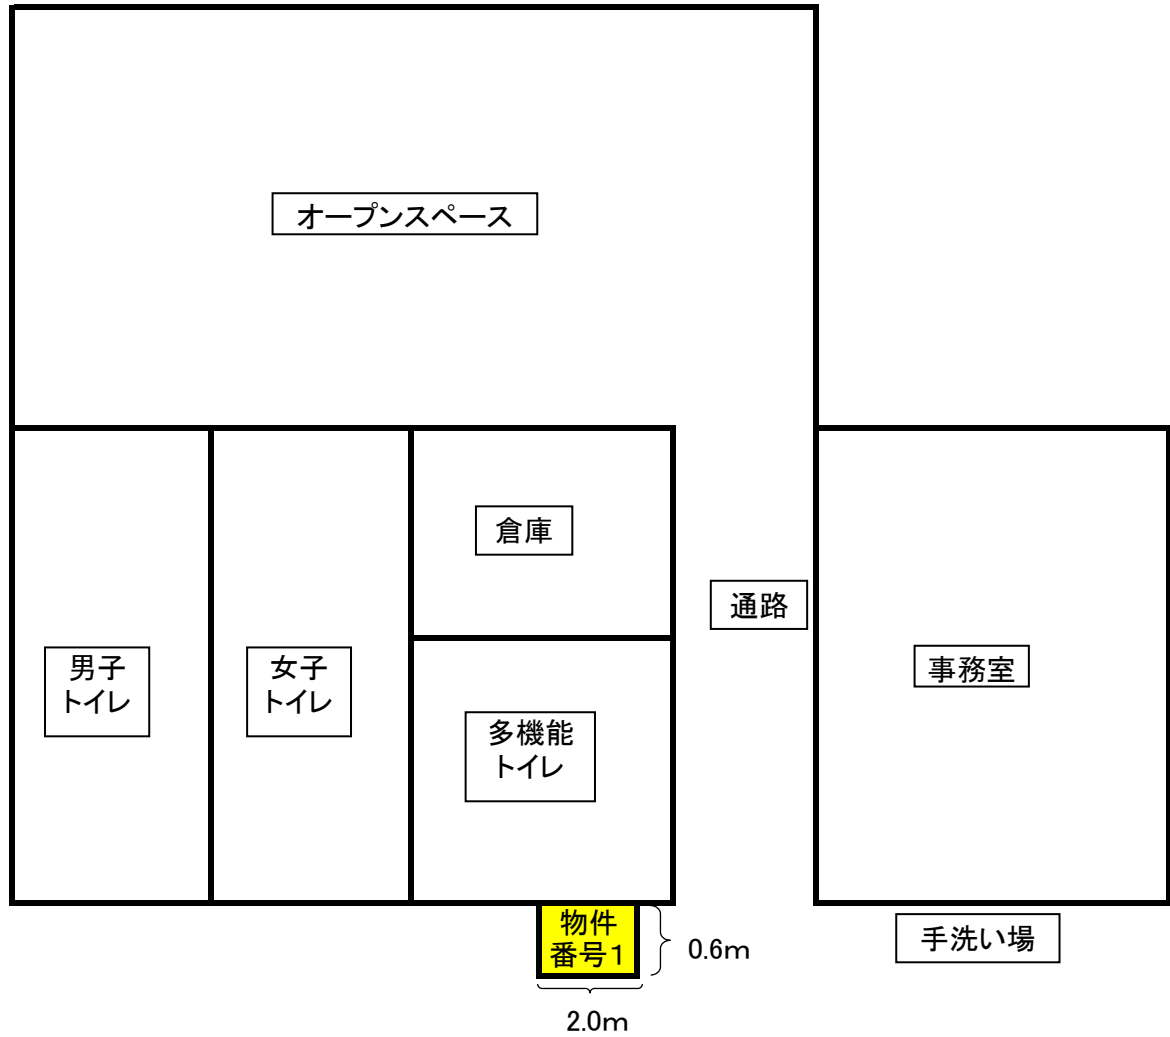 オープンスペース
倉庫
通路
男子
トイレ
女子
トイレ
事務室
多機能
トイレ
物件
番号1
0.6m
手洗い場
2.0m